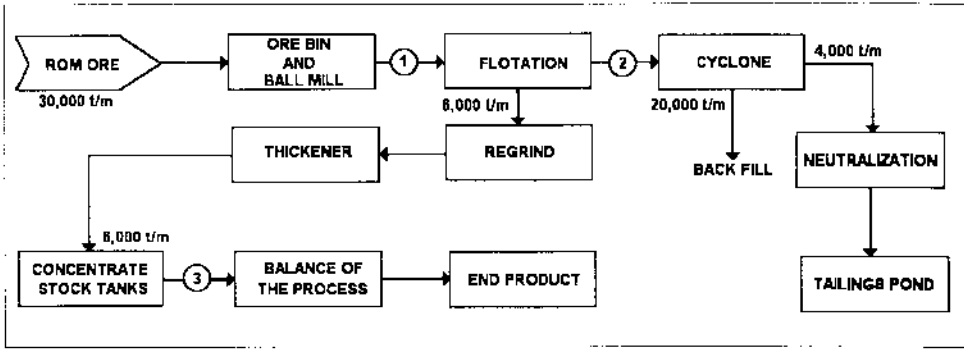 ROM ORE
30,000 t/m
ORE BIN
AND
BALL MILL
1
FLOTATION
6,000 t/m
2
CYCLONE
4,000 t/m
20,000 t/m
THICKENER
REGRIND
BACK FILL
NEUTRALIZATION
6,000 t/m
CONCENTRATE
STOCK TANKS
3
BALANCE OF
THE PROCESS
END PRODUCT
TAILINGS POND